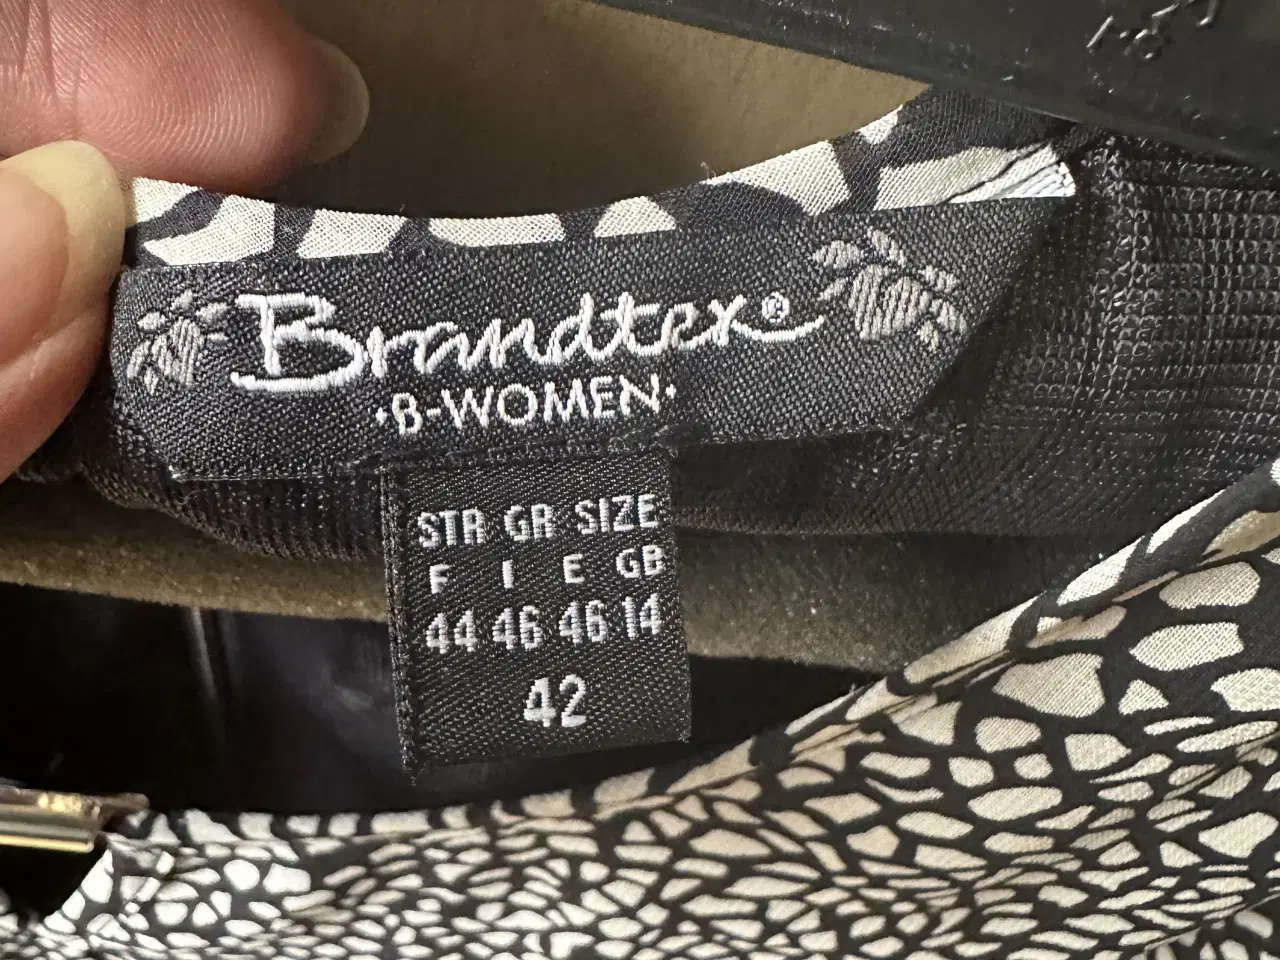 Brandtex®
·B-WOMEN·
STR GR SIZE
F I E GB
44 46 46 14
42